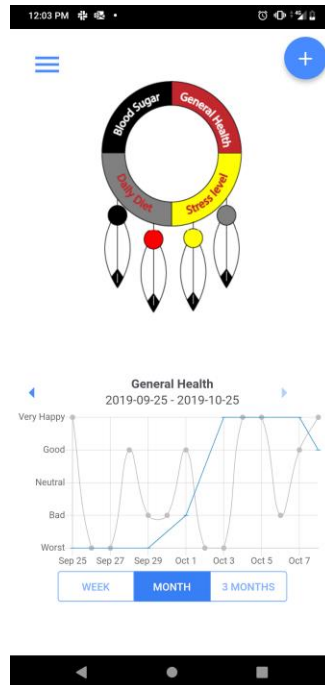 12:03 PM
Blood Sugar
General Health
Daily Diet
Stress level
General Health
2019-09-25 - 2019-10-25
Very Happy
Good
Neutral
Bad
Worst
Sep 25 Sep 27 Sep 29 Oct 1 Oct 3 Oct 5 Oct 7
WEEK MONTH 3 MONTHS